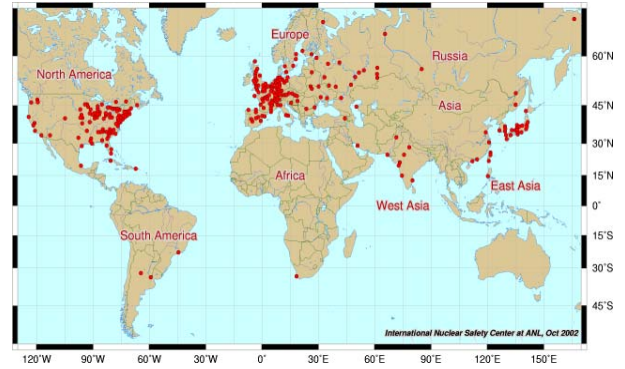 Europe
Russia
60°N
North America
Asia
45°N
30°N
Africa
15°N
East Asia
West Asia
0°
South America
15°S
30°S
45°S
International Nuclear Safety Center at ANL, Oct 2002
120°W
90°W
60°W
30°W
0°
30°E
60°E
90°E
120°E
150°E